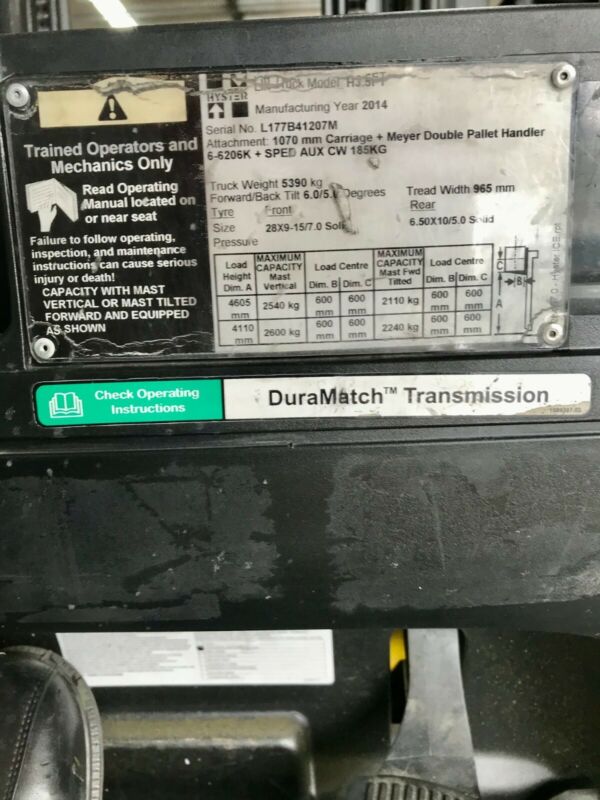 Trained Operators and
Mechanics Only
Read Operating
Manual located on
or near seat
Failure to follow operating,
inspection, and maintenance
instructions can cause serious
injury or death!
CAPACITY WITH MAST
VERTICAL OR MAST TILTED
FORWARD AND EQUIPPED
AS SHOWN
HYSTER
Lift Truck Model H3.5FT
Manufacturing Year 2014
Serial No. L177B41207M
Attachment: 1070 mm Carriage + Meyer Double Pallet Handler
6-6206K + SPED AUX CW 185KG
Truck Weight 5390 kg
Forward/Back Tilt 6.0/5.0 Degrees Tread Width 965 mm
Tyre Front Rear
Size 28X9-15/7.0 Solid 6.50X10/5.0 Solid
Pressure
Load Height Dim. A MAXIMUM CAPACITY Mast Vertical Load Centre Dim. B Dim. C MAXIMUM CAPACITY Mast Fwd Tilted Load Centre Dim. B Dim. C
4605 mm 2540 kg 600 mm 600 mm 2110 kg 600 mm 600 mm
4110 mm 2600 kg 600 mm 600 mm 2240 kg 600 mm 600 mm
C
B
A
Check Operating
Instructions
DuraMatch™ Transmission